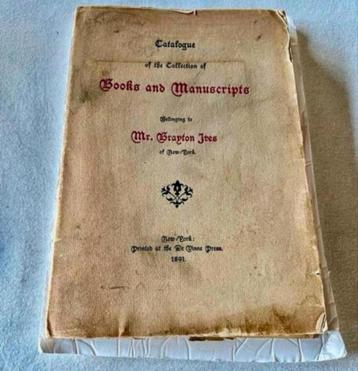 Catalogue
of the Collection of
Books and Manuscripts
Belonging to
Mr. Brayton Ives
of New-York.
New-York:
Printed at the De Vinne Press.
1891.